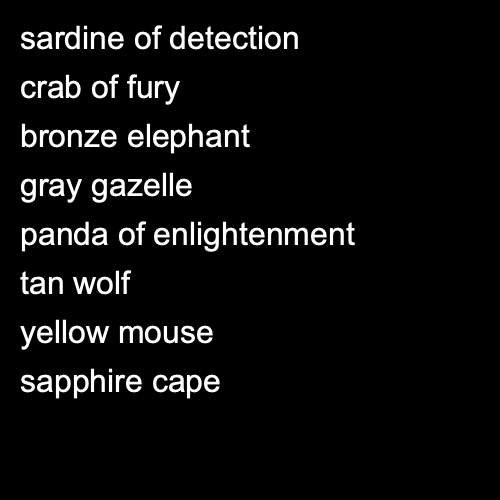 sardine of detection
crab of fury
bronze elephant
gray gazelle
panda of enlightenment
tan wolf
yellow mouse
sapphire cape